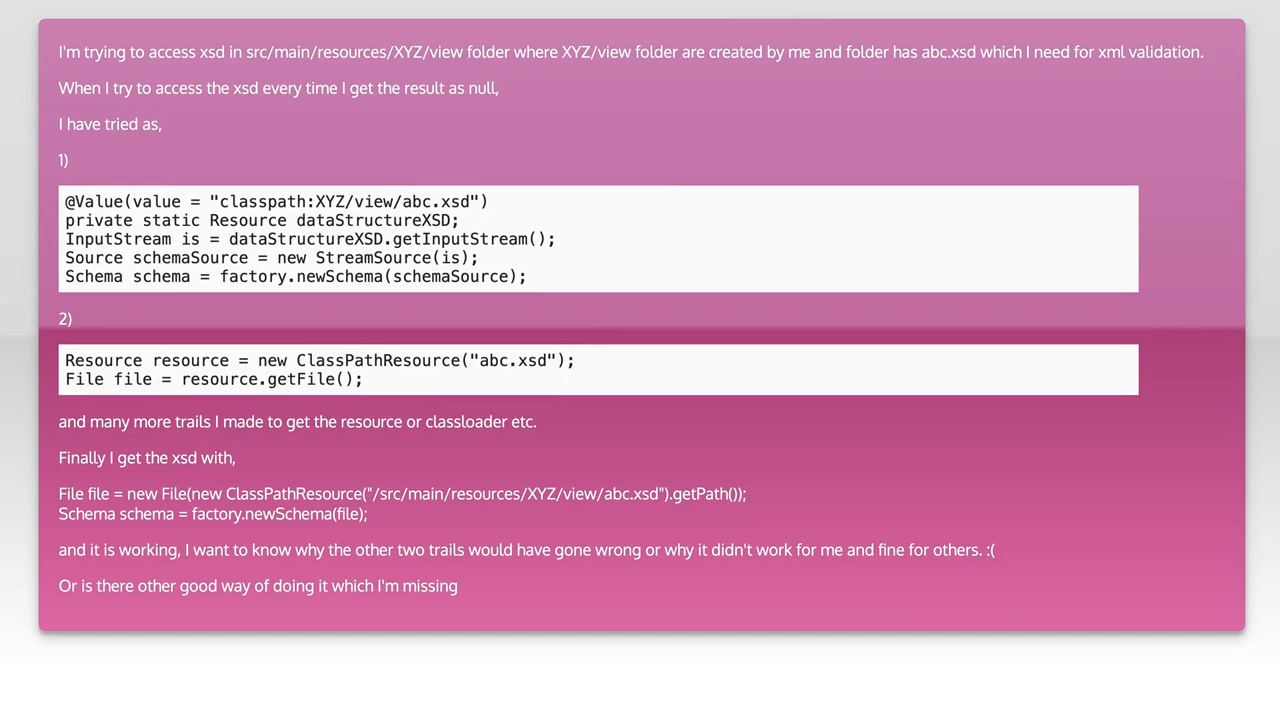 I'm trying to access xsd in src/main/resources/XYZ/view folder where XYZ/view folder are created by me and folder has abc.xsd which I need for xml validation.
When I try to access the xsd every time I get the result as null,
I have tried as,
1)
@Value(value = "classpath:XYZ/view/abc.xsd")
private static Resource dataStructureXSD;
InputStream is = dataStructureXSD.getInputStream();
Source schemaSource = new StreamSource(is);
Schema schema = factory.newSchema(schemaSource);
2)
Resource resource = new ClassPathResource("abc.xsd");
File file = resource.getFile();
and many more trails I made to get the resource or classloader etc.
Finally I get the xsd with,
File file = new File(new ClassPathResource("/src/main/resources/XYZ/view/abc.xsd").getPath());
Schema schema = factory.newSchema(file);
and it is working, I want to know why the other two trails would have gone wrong or why it didn't work for me and fine for others. :(
Or is there other good way of doing it which I'm missing